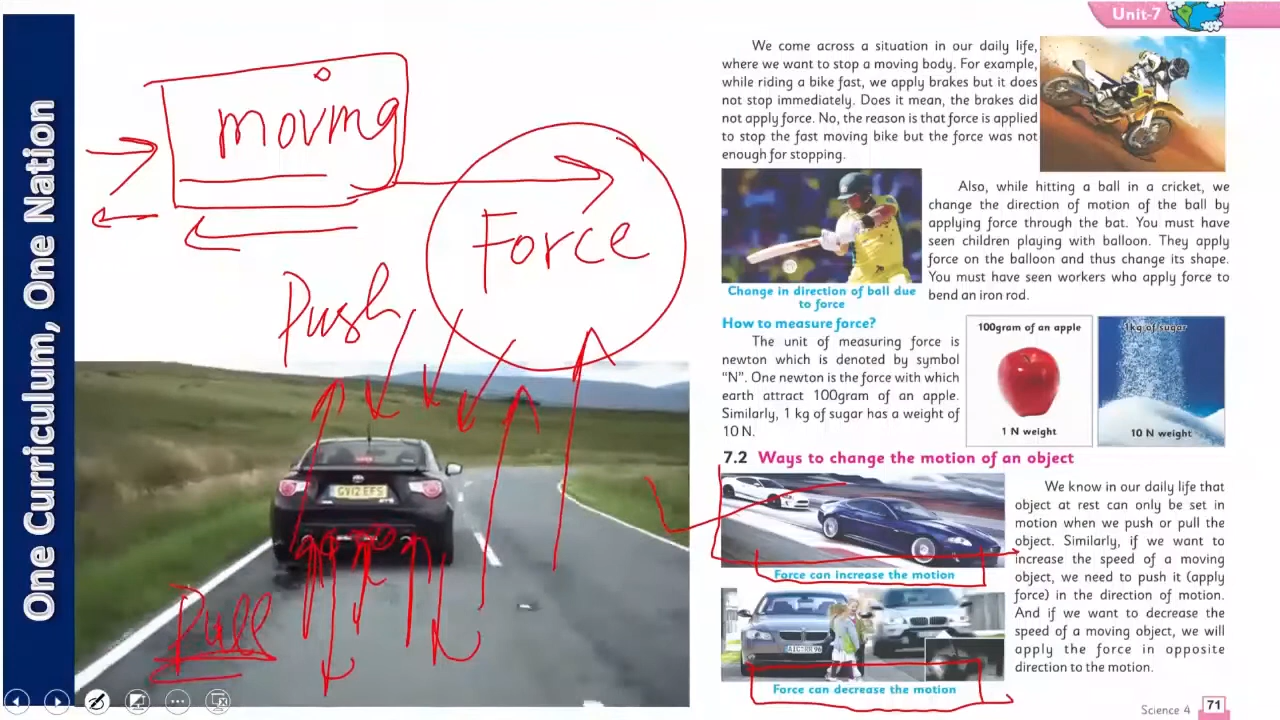 One Curriculum, One Nation
moving
Force
Push
Pull
GV12 EFS
Unit-7
We come across a situation in our daily life,
where we want to stop a moving body. For example,
while riding a bike fast, we apply brakes but it does
not stop immediately. Does it mean, the brakes did
not apply force. No, the reason is that force is applied
to stop the fast moving bike but the force was not
enough for stopping.
Also, while hitting a ball in a cricket, we
change the direction of motion of the ball by
applying force through the bat. You must have
seen children playing with balloon. They apply
force on the balloon and thus change its shape.
You must have seen workers who apply force to
bend an iron rod.
Change in direction of ball due
to force
How to measure force?
The unit of measuring force is
newton which is denoted by symbol
"N". One newton is the force with which
earth attract 100gram of an apple.
Similarly, 1 kg of sugar has a weight of
10 N.
100gram of an apple
1 N weight
1kg of sugar
10 N weight
7.2 Ways to change the motion of an object
Force can increase the motion
Force can decrease the motion
We know in our daily life that
object at rest can only be set in
motion when we push or pull the
object. Similarly, if we want to
increase the speed of a moving
object, we need to push it (apply
force) in the direction of motion.
And if we want to decrease the
speed of a moving object, we will
apply the force in opposite
direction to the motion.
Science 4
71